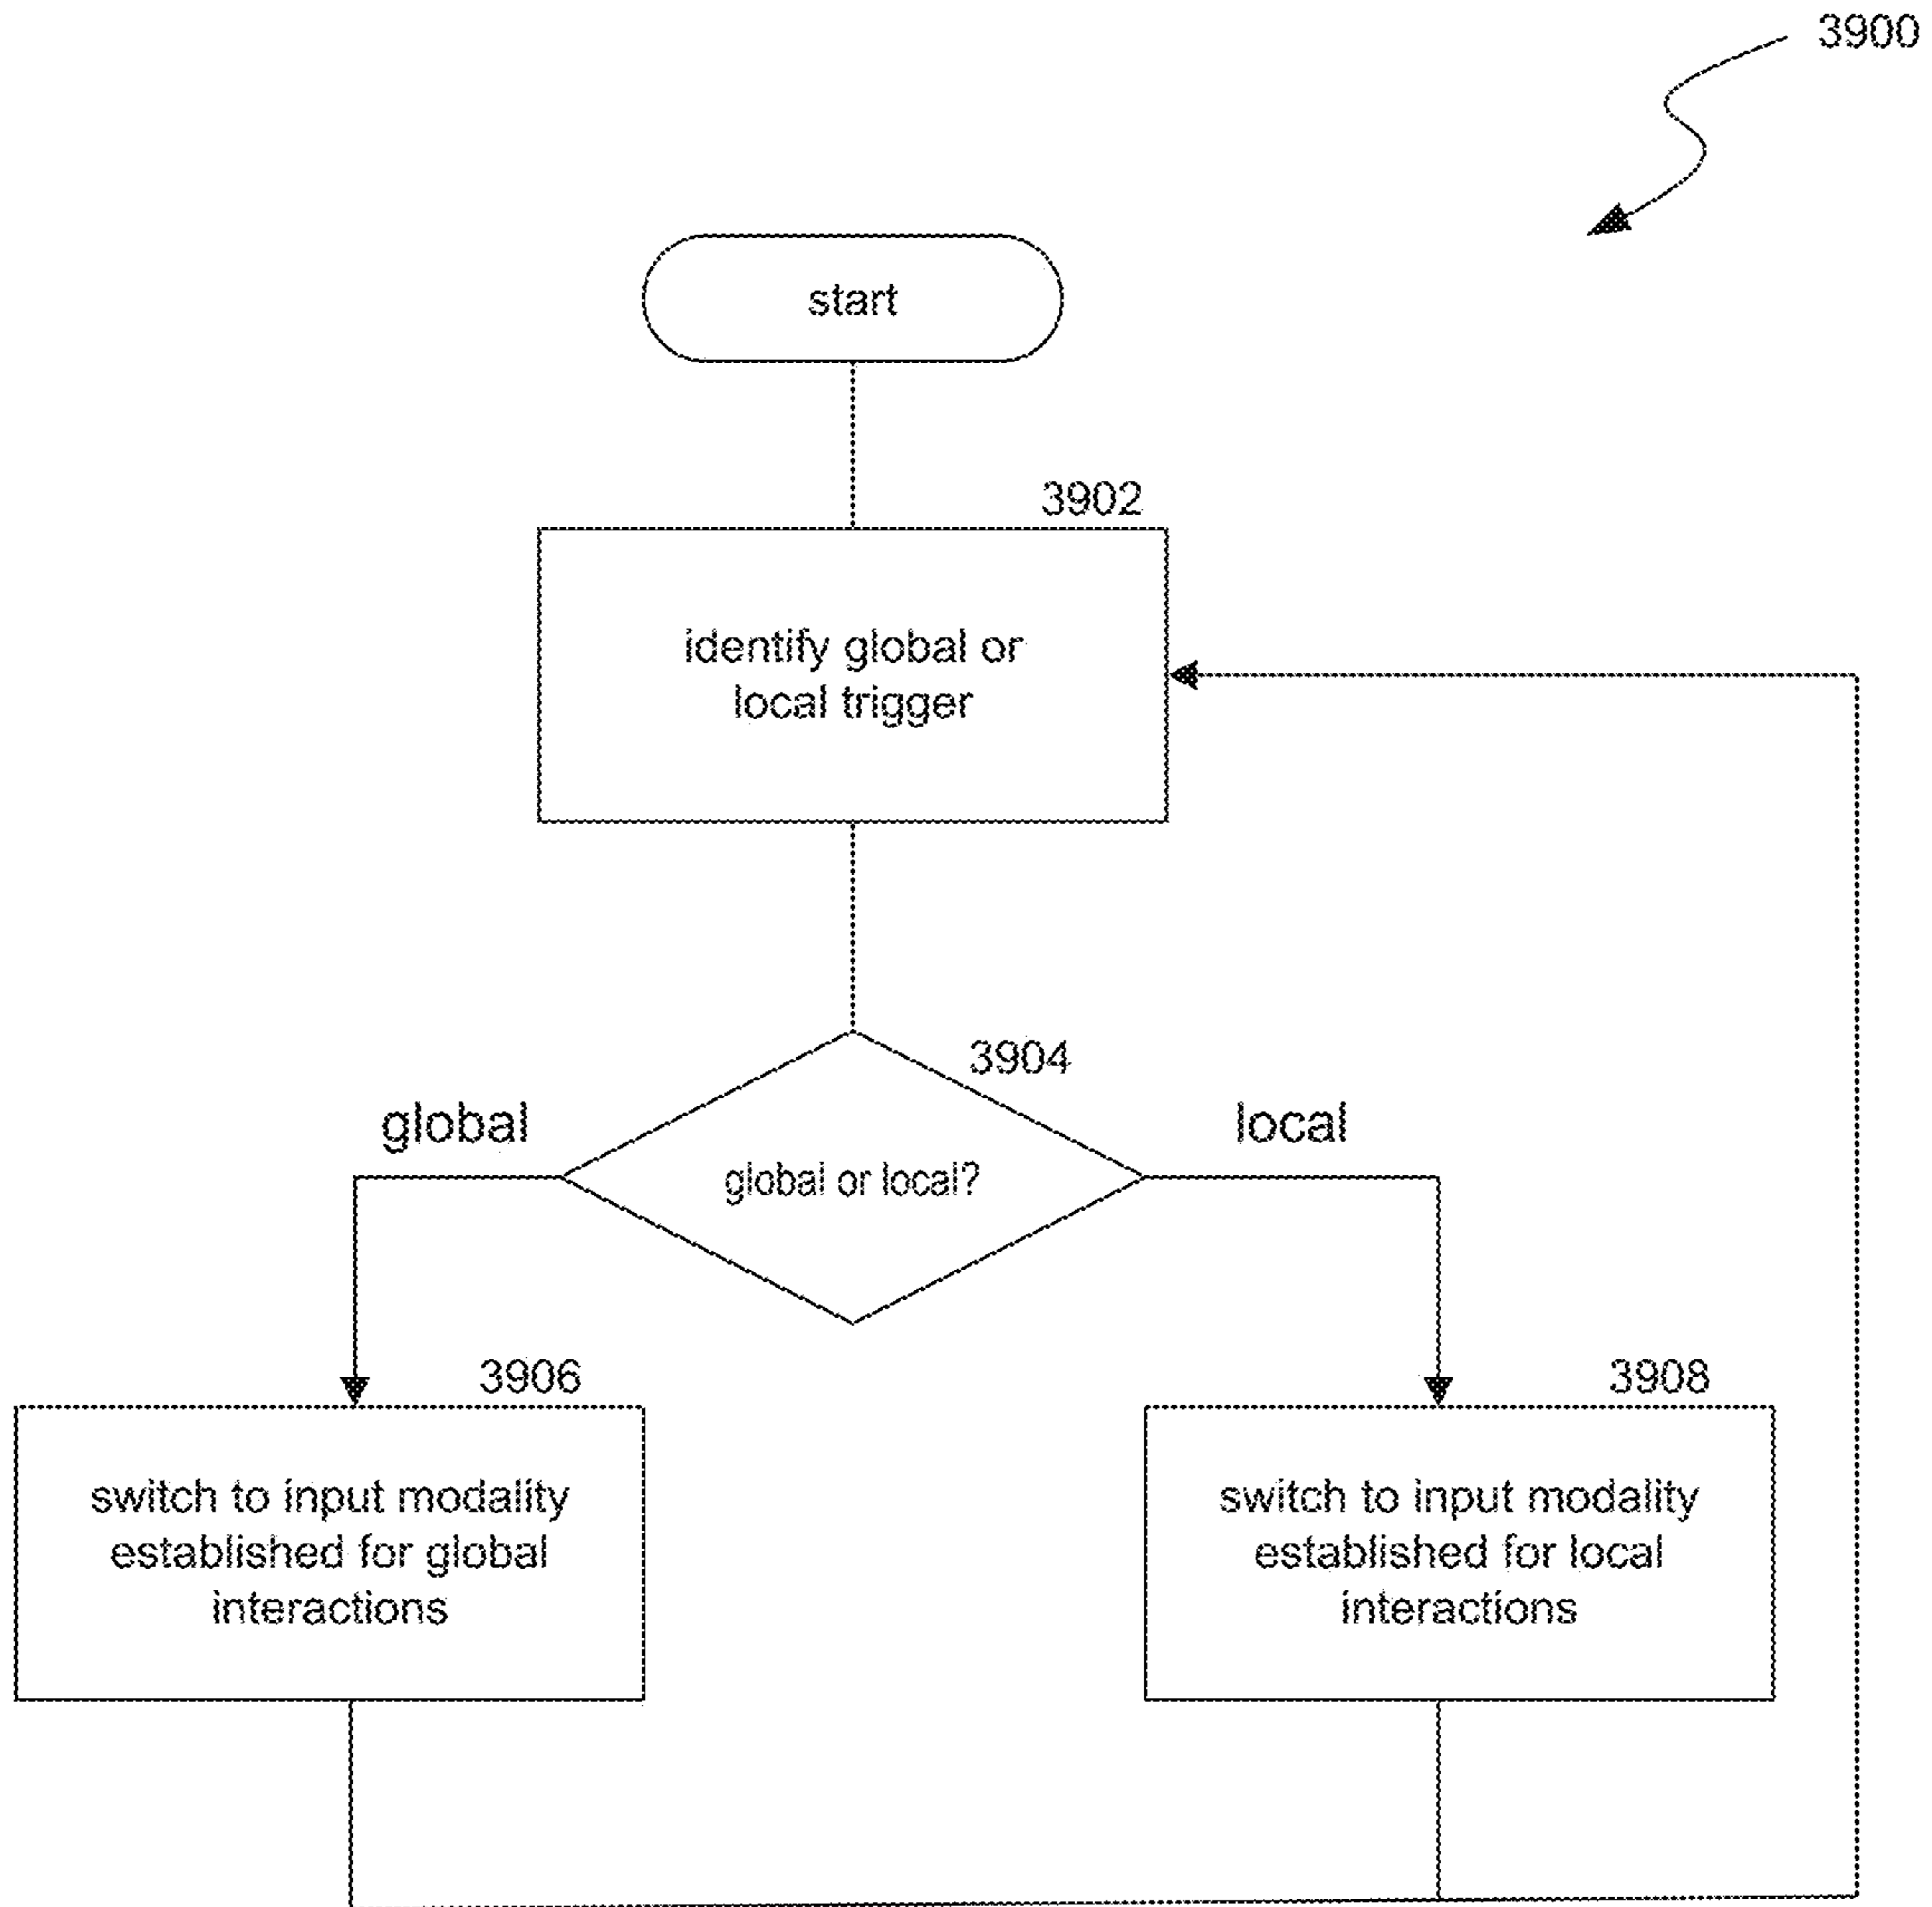 3900
start
3902
identify global or
local trigger
3904
global
local
global or local?
3906
3908
switch to input modality
established for global
interactions
switch to input modality
established for local
interactions